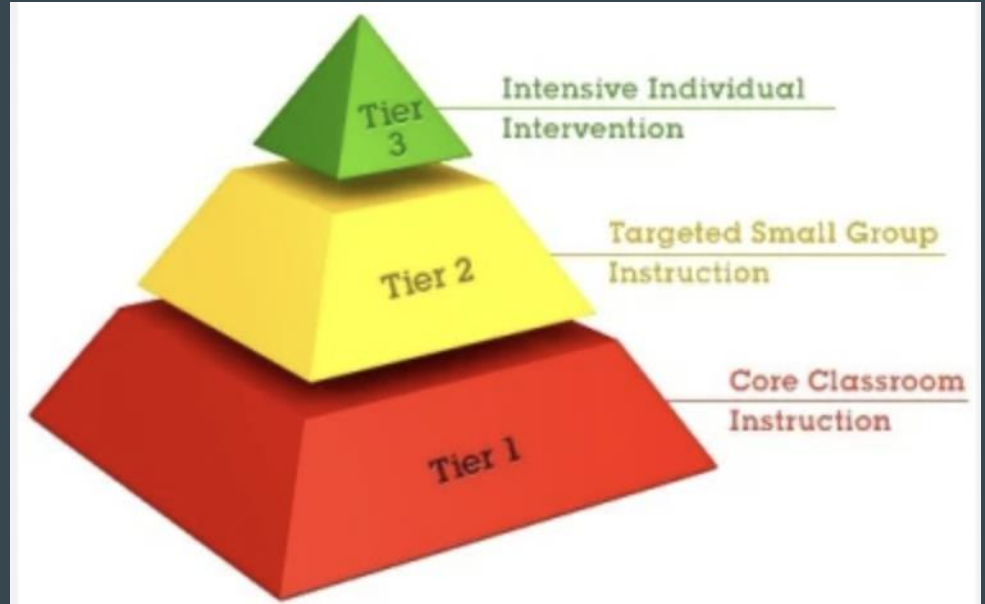 Tier
3
Intensive Individual
Intervention
Tier 2
Targeted Small Group
Instruction
Tier 1
Core Classroom
Instruction